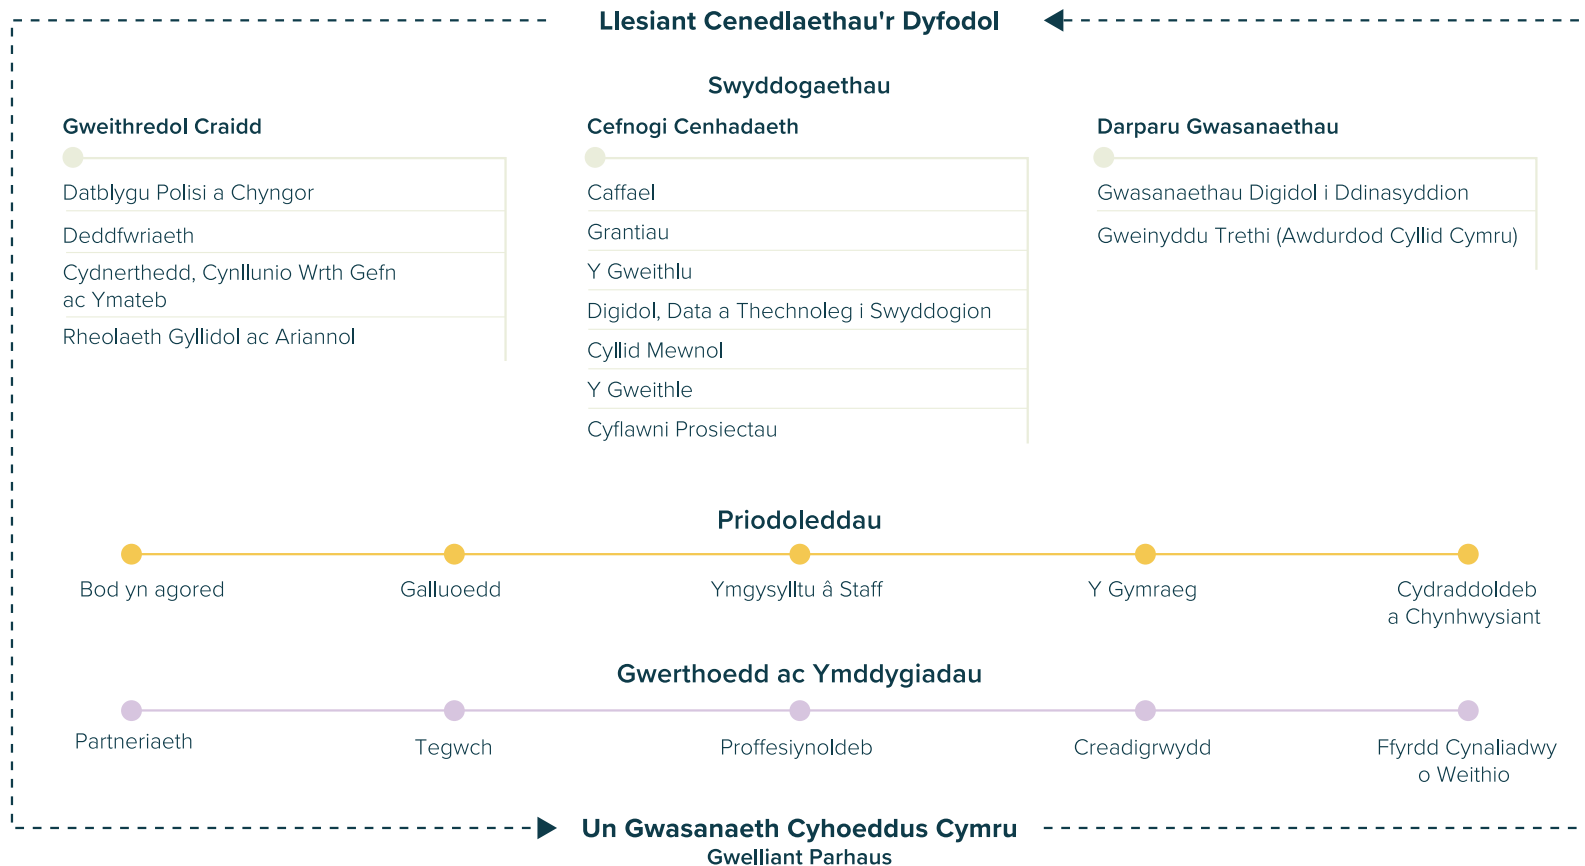 Llesiant Cenedlaethau'r Dyfodol
Swyddogaethau
Gweithredol Craidd
Datblygu Polisi a Chyngor
Deddfwriaeth
Cydnerthedd, Cynllunio Wrth Gefn
ac Ymateb
Rheolaeth Gyllidol ac Ariannol
Cefnogi Cenhadaeth
Caffael
Grantiau
Y Gweithlu
Digidol, Data a Thechnoleg i Swyddogion
Cyllid Mewnol
Y Gweithle
Cyflawni Prosiectau
Darparu Gwasanaethau
Gwasanaethau Digidol i Ddinasyddion
Gweinyddu Trethi (Awdurdod Cyllid Cymru)
Priodoleddau
Bod yn agored
Galluoedd
Ymgysylltu â Staff
Y Gymraeg
Cydraddoldeb
a Chynhwysiant
Gwerthoedd ac Ymddygiadau
Partneriaeth
Tegwch
Proffesiynoldeb
Creadigrwydd
Ffyrdd Cynaliadwy
o Weithio
Un Gwasanaeth Cyhoeddus Cymru
Gwelliant Parhaus